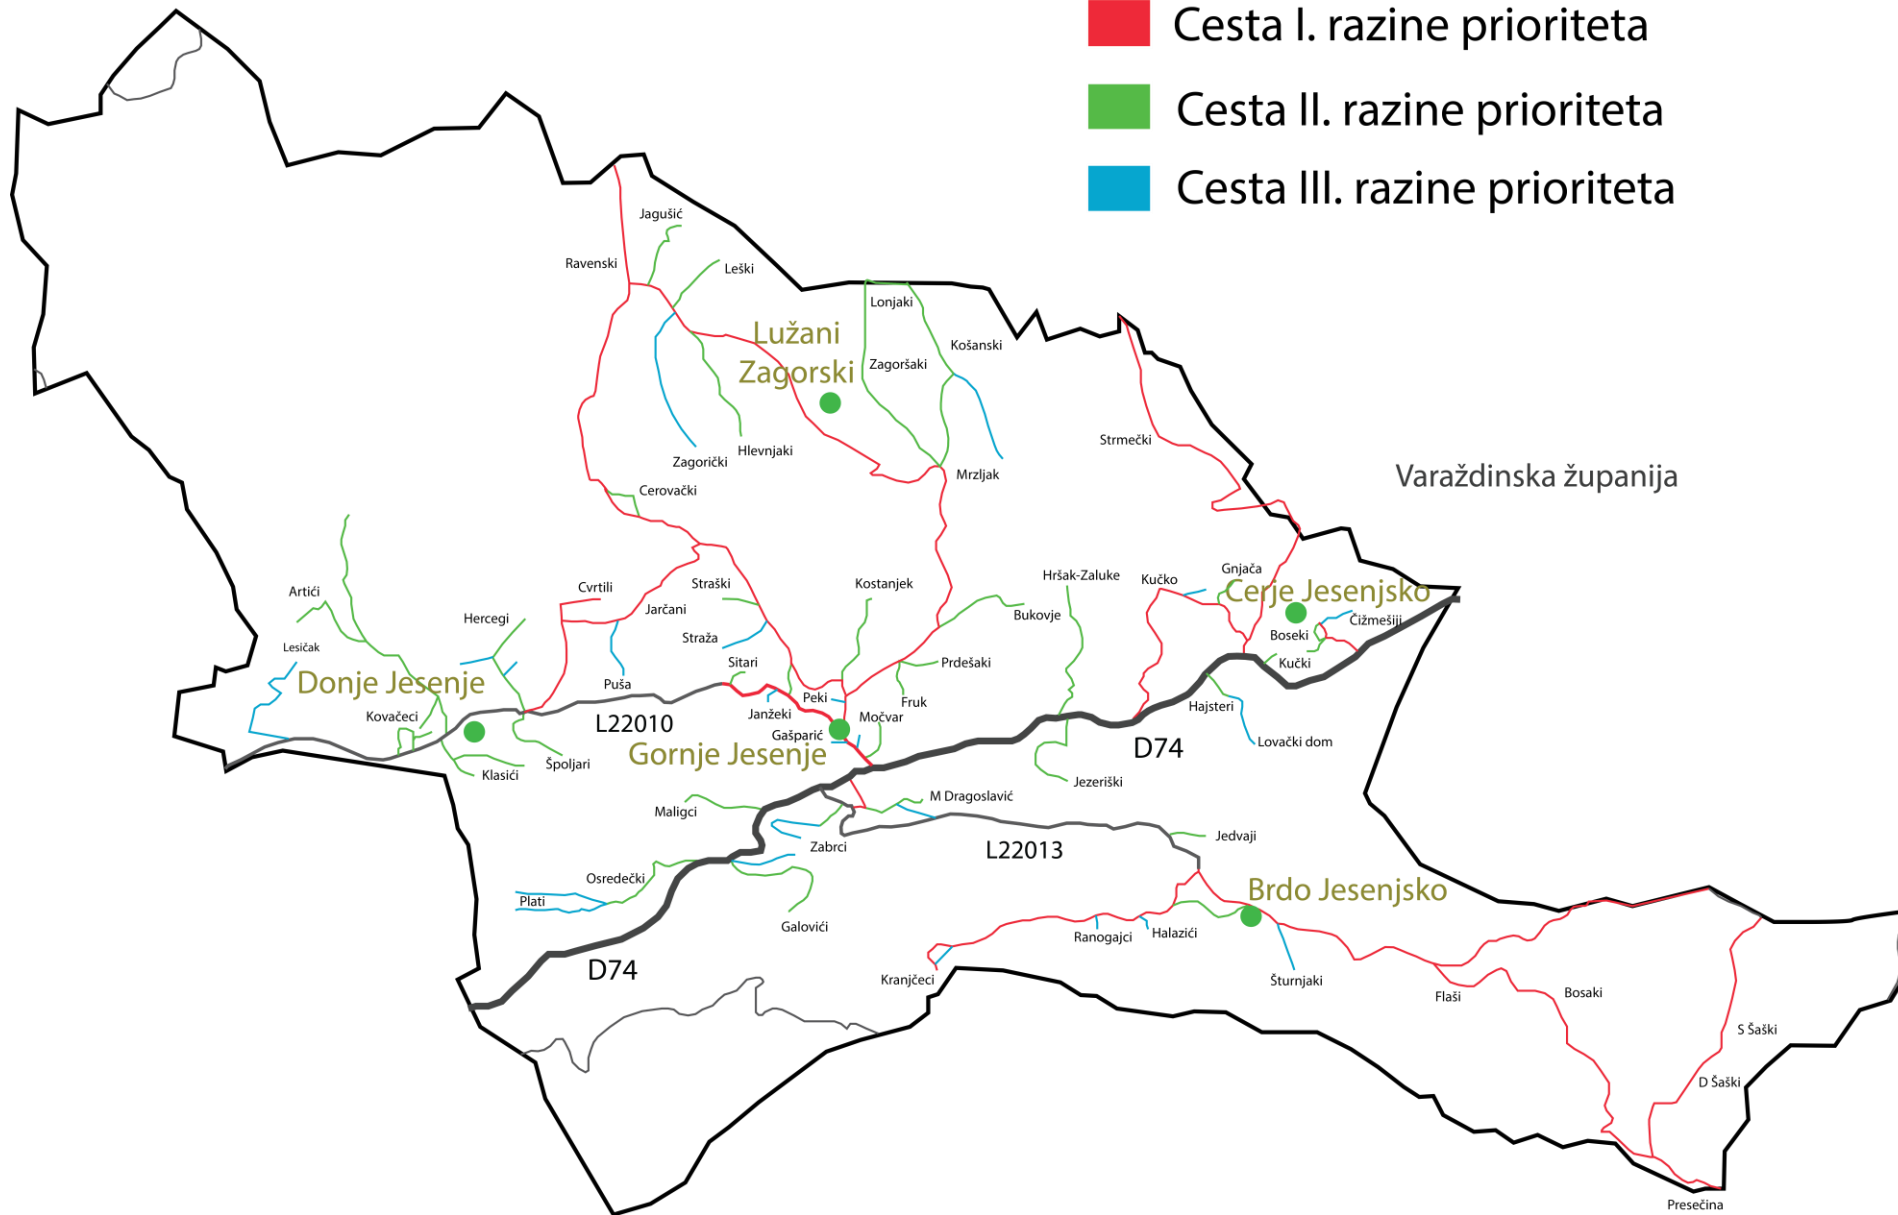 Cesta I. razine prioriteta
Cesta II. razine prioriteta
Cesta III. razine prioriteta
Jagušić
Ravenski
Leški
Lonjaki
Lužani
Zagorski
Košanski
Zagoršaki
Strmečki
Hlevnjaki
Zagorički
Mrzljak
Varaždinska županija
Cerovački
Gnjača
Hršak-Zaluke
Kučko
Cvrtili
Straški
Kostanjek
Artići
Cerje Jesenjsko
Jarčani
Bukovje
Hercegi
Čižmešiji
Straža
Boseki
Lesičak
Sitari
Prdešaki
Kučki
Donje Jesenje
Puša
Peki
Fruk
Hajsteri
Kovačeci
Janžeki
Močvar
L22010
Gašparić
Lovački dom
D74
Gornje Jesenje
Špoljari
Klasići
Jezeriški
M Dragoslavić
Maligci
Jedvaji
Zabrci
L22013
Osredečki
Brdo Jesenjsko
Plati
Galovići
Halazići
Ranogajci
D74
Kranjčeci
Šturnjaki
Flaši
Bosaki
S Šaški
D Šaški
Presečina